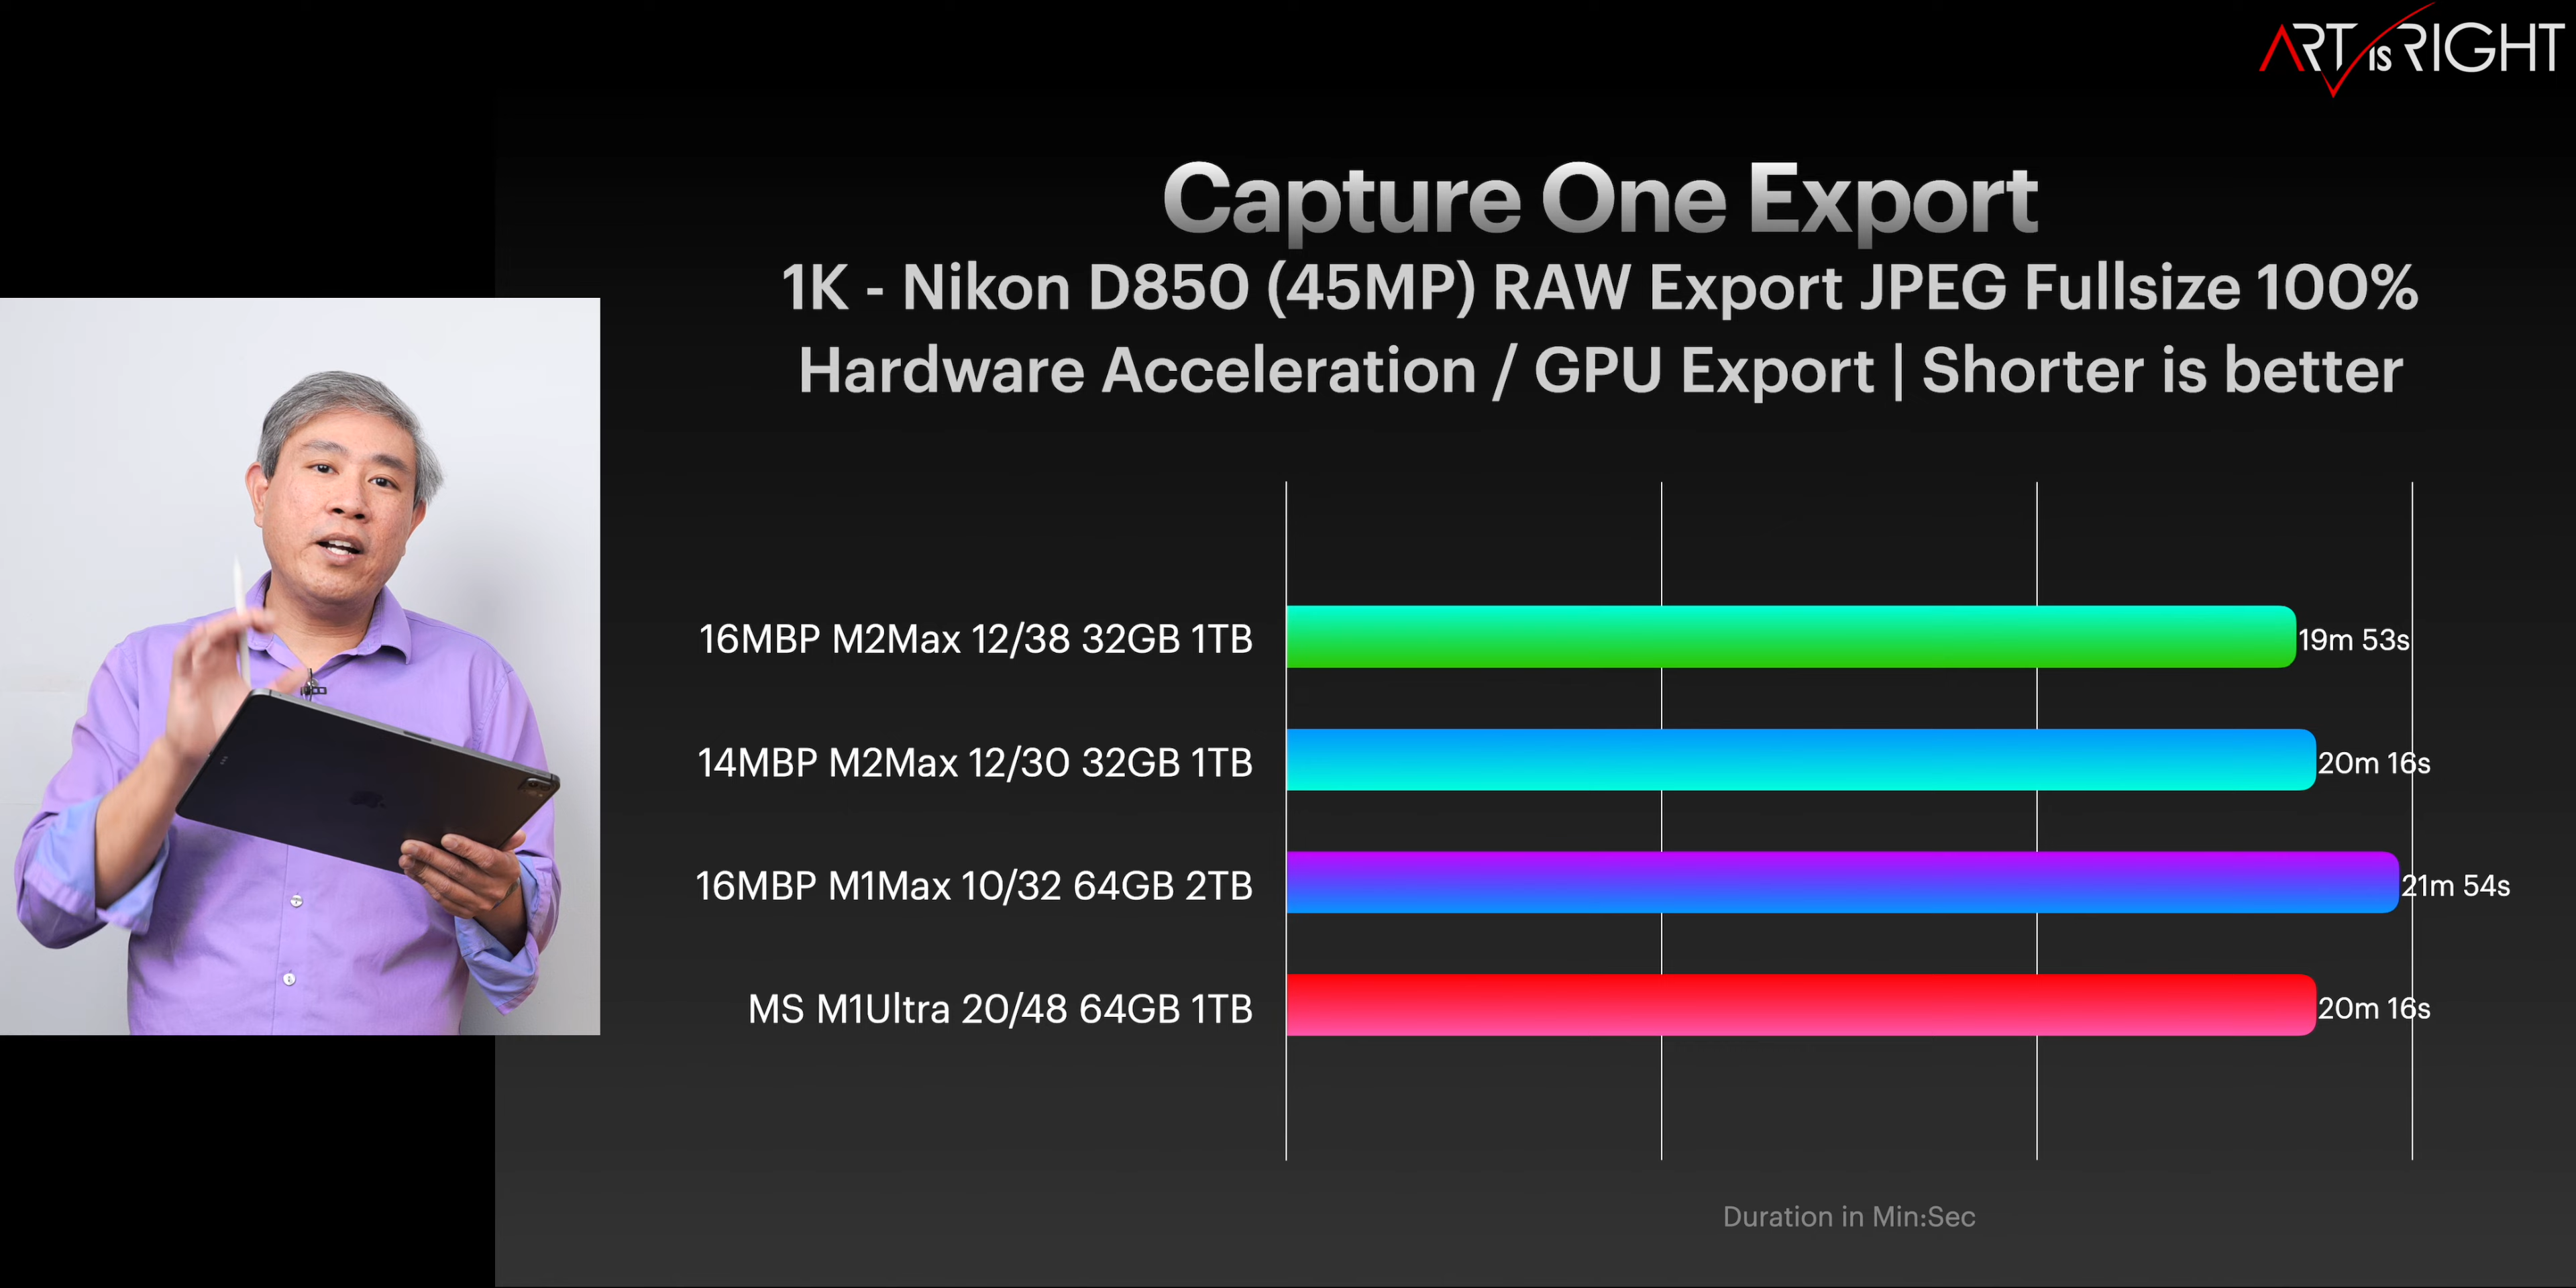 ART IS RIGHT
Capture One Export
1K - Nikon D850 (45MP) RAW Export JPEG Fullsize 100%
Hardware Acceleration / GPU Export | Shorter is better
16MBP M2Max 12/38 32GB 1TB
19m 53s
14MBP M2Max 12/30 32GB 1TB
20m 16s
16MBP M1Max 10/32 64GB 2TB
21m 54s
MS M1Ultra 20/48 64GB 1TB
20m 16s
Duration in Min:Sec